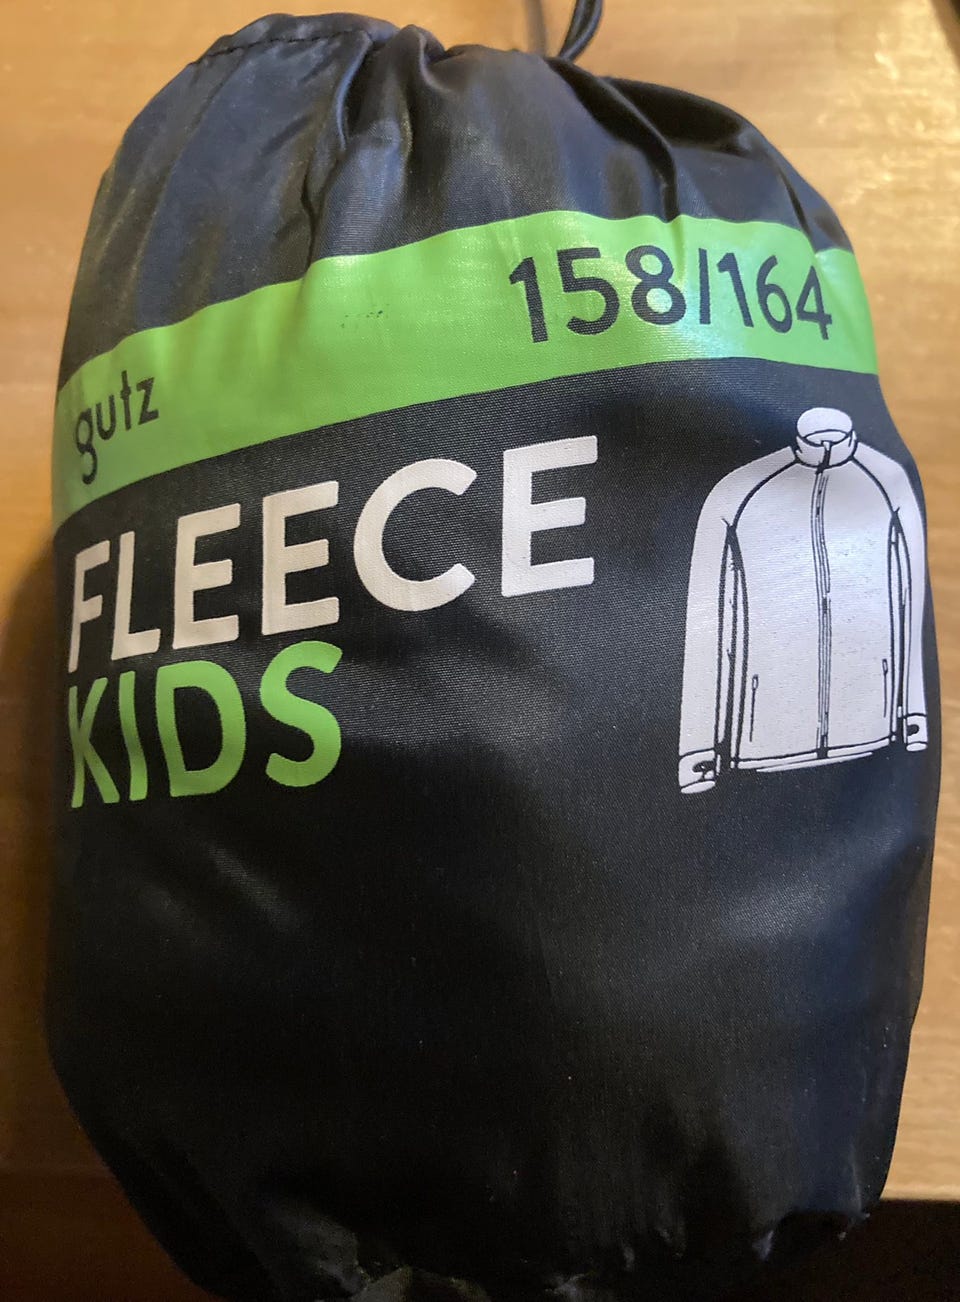 158/164
gutz
FLEECE
KIDS